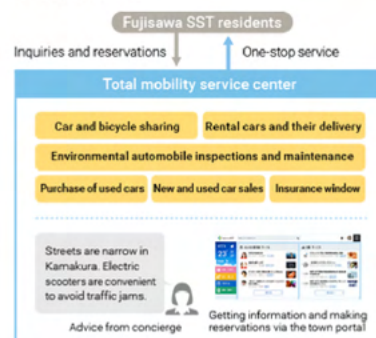 Fujisawa SST residents
Inquiries and reservations
One-stop service
Total mobility service center
Car and bicycle sharing
Rental cars and their delivery
Environmental automobile inspections and maintenance
Purchase of used cars
New and used car sales
Insurance window
Streets are narrow in
Kamakura. Electric
scooters are convenient
to avoid traffic jams.
Advice from concierge
Getting information and making
reservations via the town portal